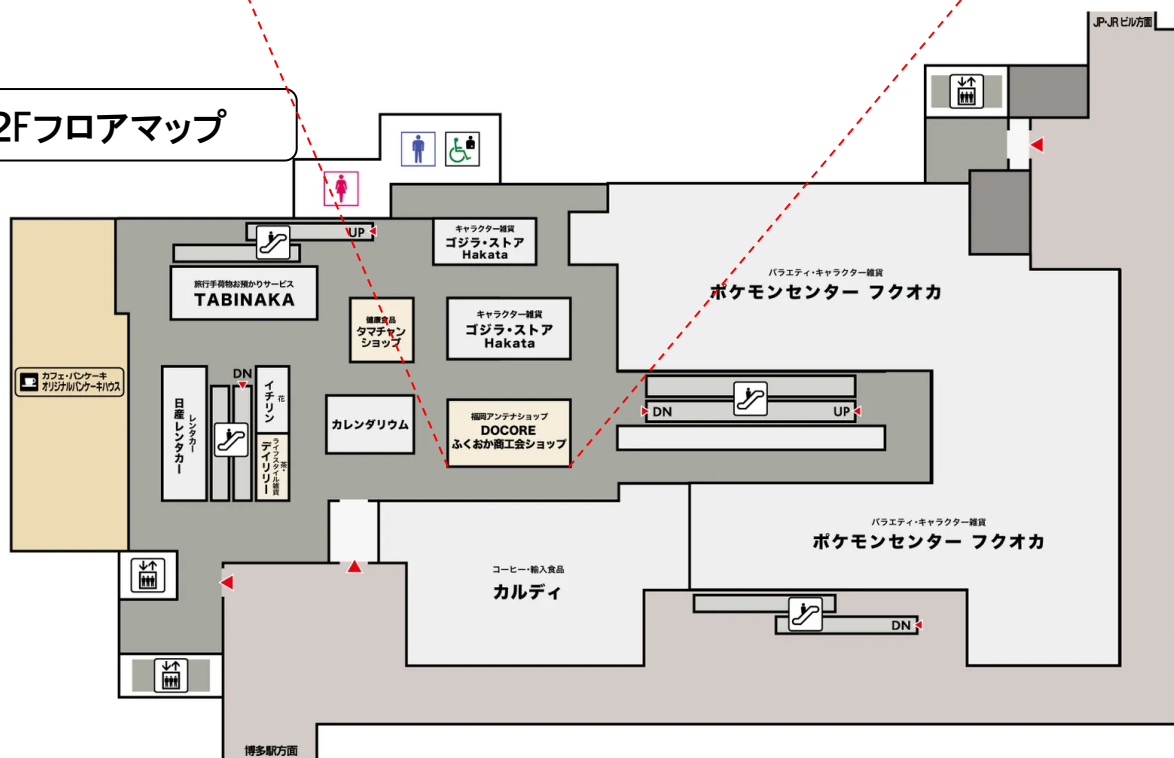 JP・JRビル方面
2Fフロアマップ
UP
キャラクター雑貨
ゴジラ・ストア
Hakata
旅行手荷物お預かりサービス
TABINAKA
バラエティ・キャラクター雑貨
ポケモンセンター フクオカ
健康食品
タマチャン
ショップ
キャラクター雑貨
ゴジラ・ストア
Hakata
カフェ・パンケーキ
オリジナルパンケーキハウス
レンタカー
日産レンタカー
DN
花
イチリン
茶・ライフスタイル雑貨
デイリリー
カレンダリウム
福岡アンテナショップ
DOCORE
ふくおか商工会ショップ
DN
UP
バラエティ・キャラクター雑貨
ポケモンセンター フクオカ
コーヒー・輸入食品
カルディ
DN
博多駅方面